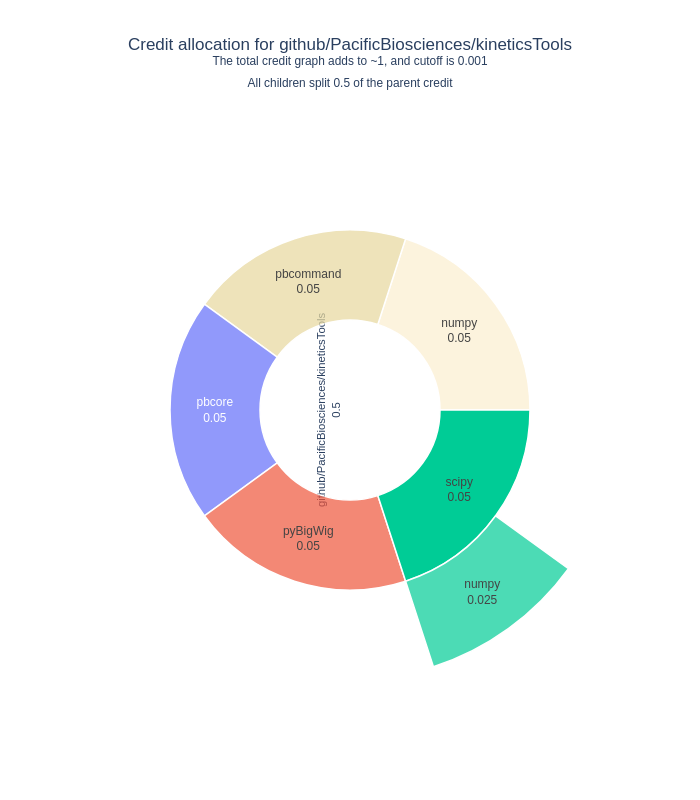 Credit allocation for github/PacificBiosciences/kineticsTools
The total credit graph adds to ~1, and cutoff is 0.001
All children split 0.5 of the parent credit
pbcommand
0.05
numpy
0.05
github/PacificBiosciences/kineticsTools
0.5
pbcore
0.05
scipy
0.05
pyBigWig
0.05
numpy
0.025